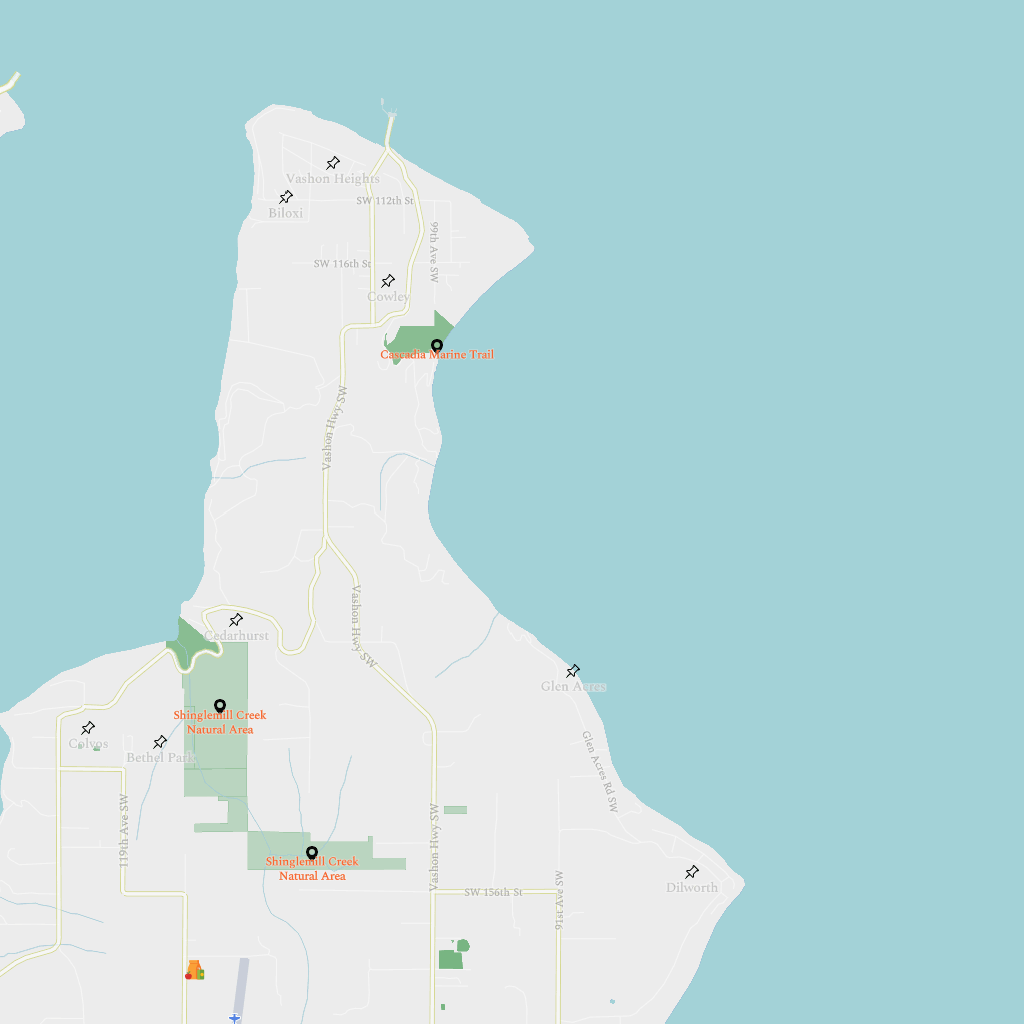 Vashon Heights
SW 112th St
Biloxi
99th Ave SW
SW 116th St
Cowley
Cascadia Marine Trail
Vashon Hwy SW
Vashon Hwy SW
Cedarhurst
Glen Acres
Shinglemill Creek
Natural Area
Colvos
Bethel Park
Glen Acres Rd SW
119th Ave SW
Vashon Hwy SW
Shinglemill Creek
Natural Area
Dilworth
SW 156th St
91st Ave SW